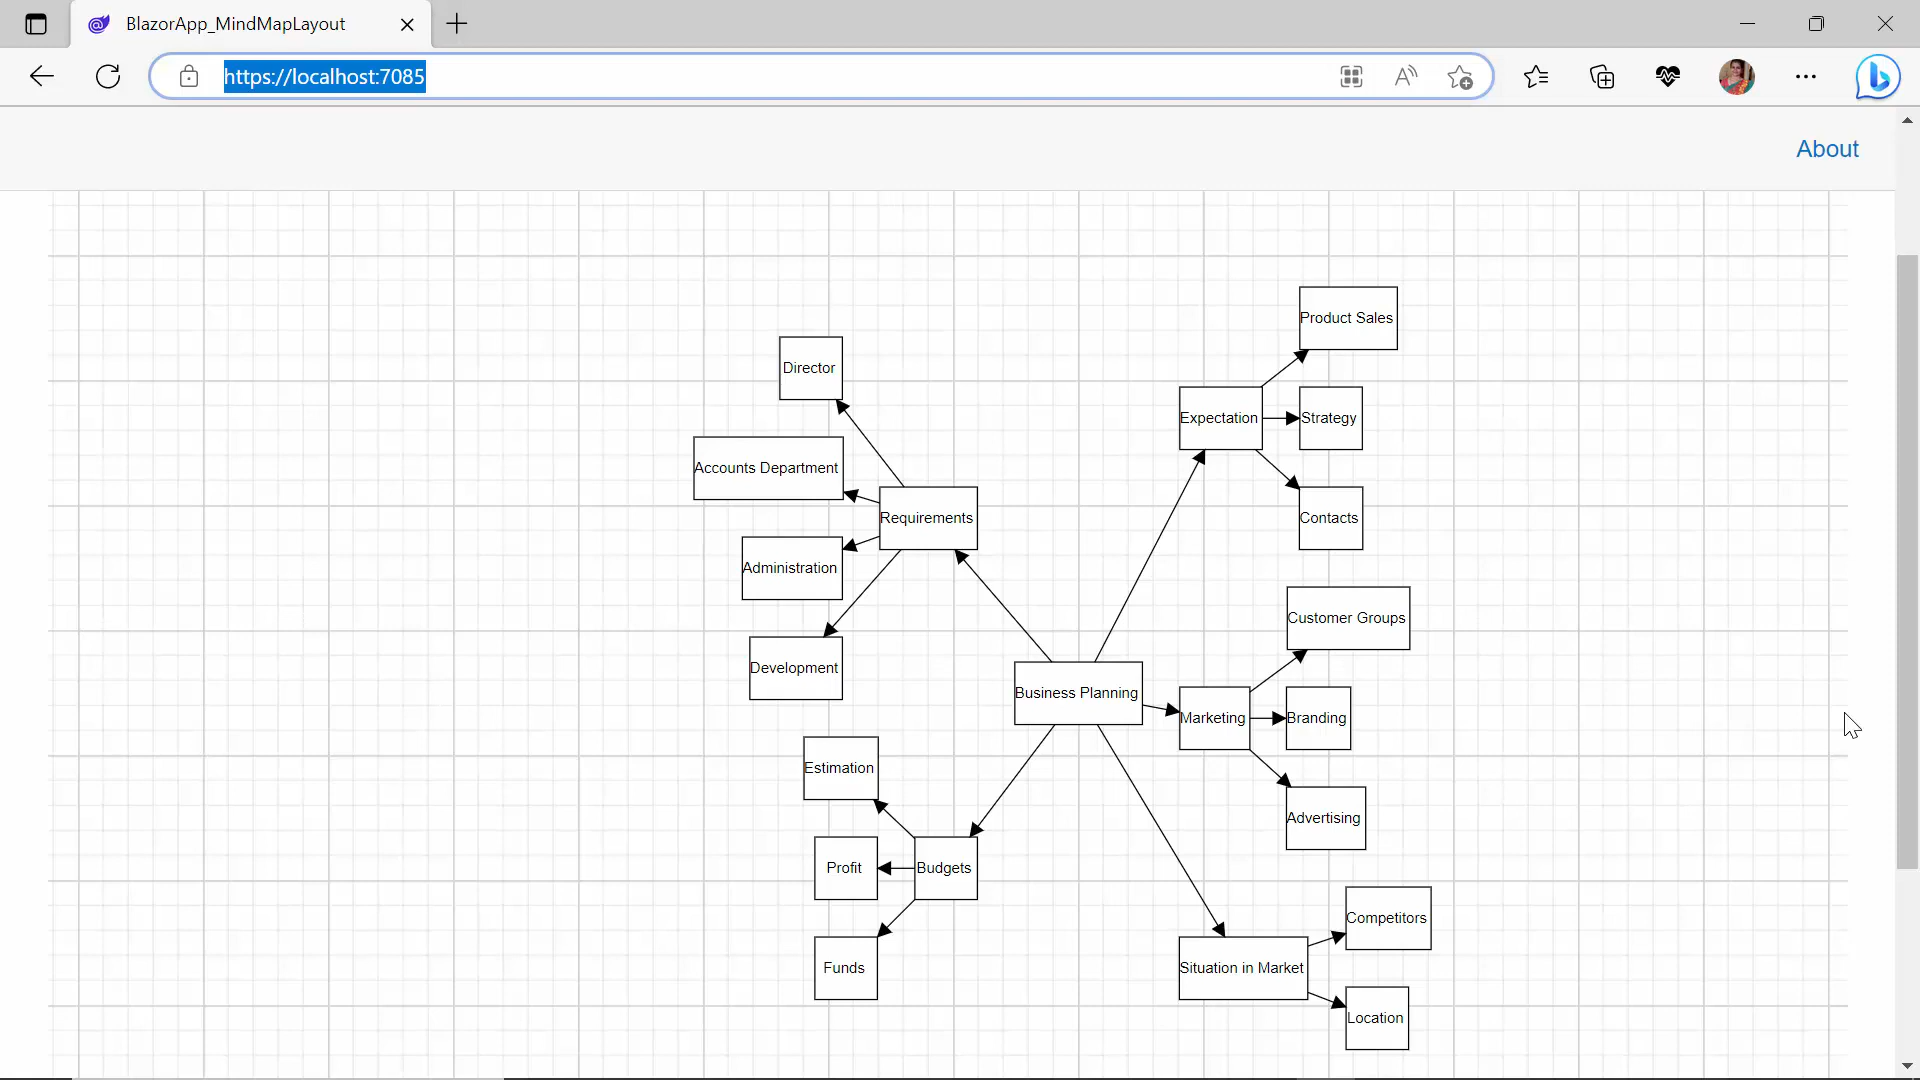 BlazorApp_MindMapLayout
https://localhost:7085
About
Product Sales
Director
Expectation
Strategy
Accounts Department
Requirements
Contacts
Administration
Customer Groups
Development
Business Planning
Marketing
Branding
Estimation
Advertising
Profit
Budgets
Competitors
Funds
Situation in Market
Location